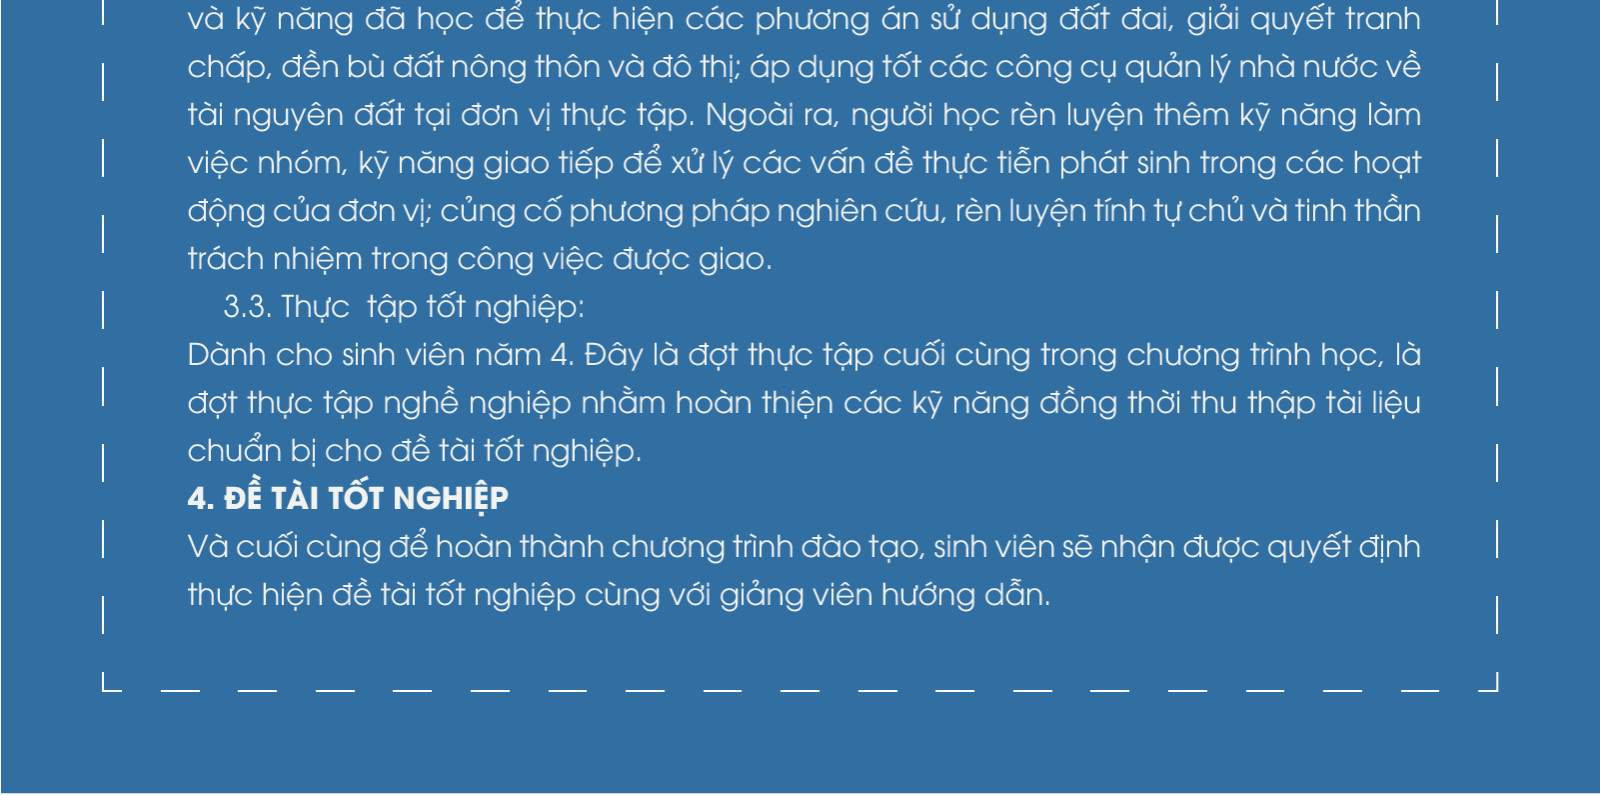 và kỹ năng đã học để thực hiện các phương án sử dụng đất đai, giải quyết tranh
chấp, đền bù đất nông thôn và đô thị; áp dụng tốt các công cụ quản lý nhà nước về
tài nguyên đất tại đơn vị thực tập. Ngoài ra, người học rèn luyện thêm kỹ năng làm
việc nhóm, kỹ năng giao tiếp để xử lý các vấn đề thực tiễn phát sinh trong các hoạt
động của đơn vị; củng cố phương pháp nghiên cứu, rèn luyện tính tự chủ và tinh thần
trách nhiệm trong công việc được giao.
3.3. Thực  tập tốt nghiệp:
Dành cho sinh viên năm 4. Đây là đợt thực tập cuối cùng trong chương trình học, là
đợt thực tập nghề nghiệp nhằm hoàn thiện các kỹ năng đồng thời thu thập tài liệu
chuẩn bị cho đề tài tốt nghiệp.
4. ĐỀ TÀI TỐT NGHIỆP
Và cuối cùng để hoàn thành chương trình đào tạo, sinh viên sẽ nhận được quyết định
thực hiện đề tài tốt nghiệp cùng với giảng viên hướng dẫn.